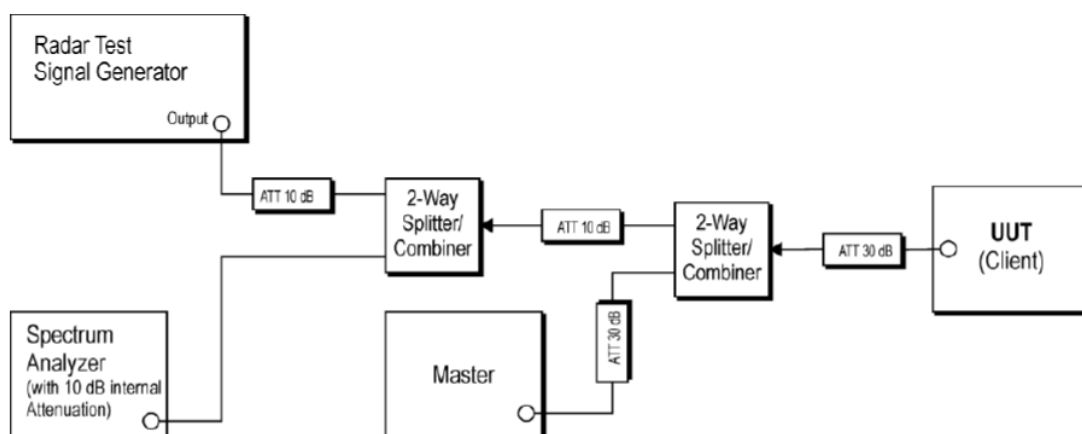 Radar Test
Signal Generator
Output
ATT 10 dB
2-Way
Splitter/
Combiner
ATT 10 dB
2-Way
Splitter/
Combiner
ATT 30 dB
UUT
(Client)
Spectrum
Analyzer
(with 10 dB internal
Attenuation)
Master
ATT 30 dB